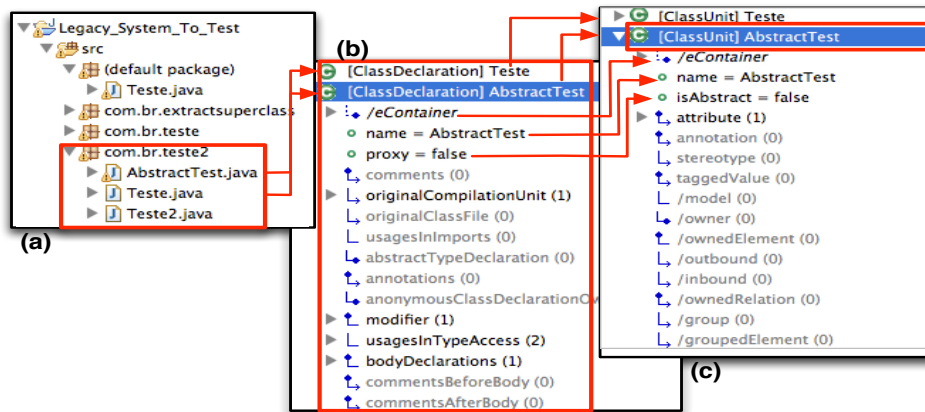 (a)
Legacy_System_To_Test
src
(default package)
Teste.java
com.br.extractsuperclass
com.br.teste
com.br.teste2
AbstractTest.java
Teste.java
Teste2.java
(b)
[ClassDeclaration] Teste
[ClassDeclaration] AbstractTest
/eContainer
name = AbstractTest
proxy = false
comments (0)
originalCompilationUnit (1)
originalClassFile (0)
usagesInImports (0)
abstractTypeDeclaration (0)
annotations (0)
anonymousClassDeclarationOw
modifier (1)
usagesInTypeAccess (2)
bodyDeclarations (1)
commentsBeforeBody (0)
commentsAfterBody (0)
[ClassUnit] Teste
[ClassUnit] AbstractTest
/eContainer
name = AbstractTest
isAbstract = false
attribute (1)
annotation (0)
stereotype (0)
taggedValue (0)
/model (0)
/owner (0)
/ownedElement (0)
/outbound (0)
/inbound (0)
/ownedRelation (0)
/group (0)
/groupedElement (0)
(c)